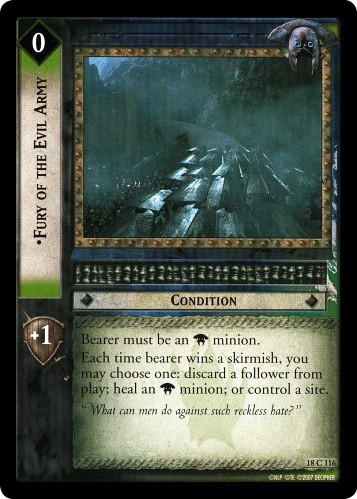 0
•Fury of the Evil Army
Condition
+1
Bearer must be an minion.
Each time bearer wins a skirmish, you
may choose one: discard a follower from
play; heal an minion; or control a site.
"What can men do against such reckless hate?"
18 C 116
©NLP ™DTE ©2007 DECIPHER